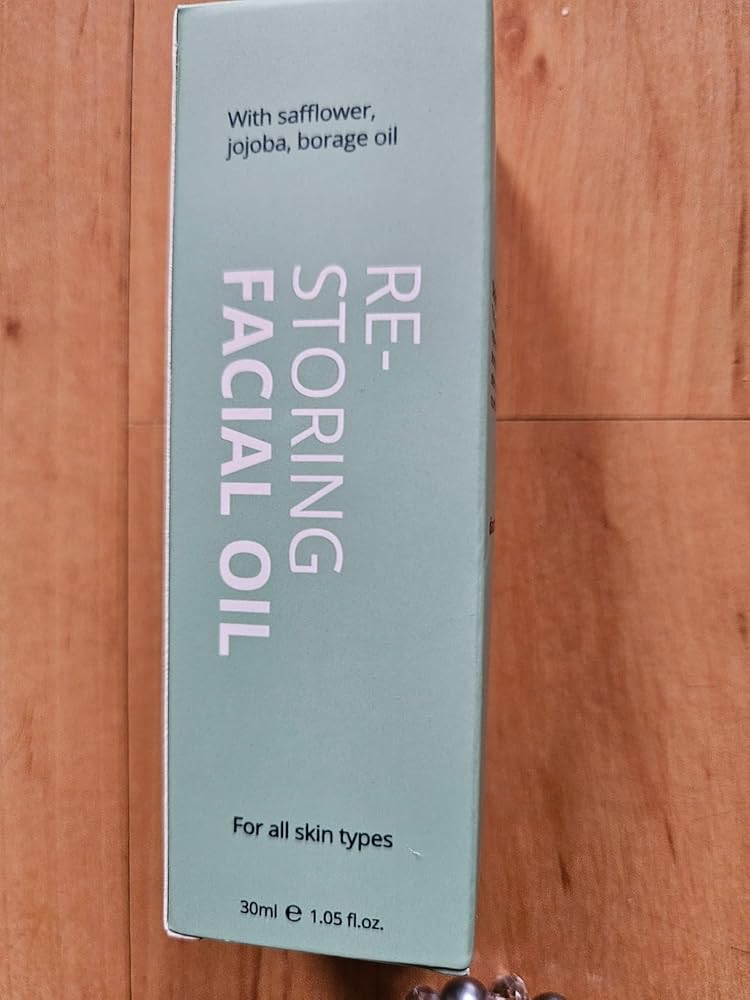 With safflower,
jojoba, borage oil
RE-
STORING
FACIAL OIL
For all skin types
30ml ℮ 1.05 fl.oz.